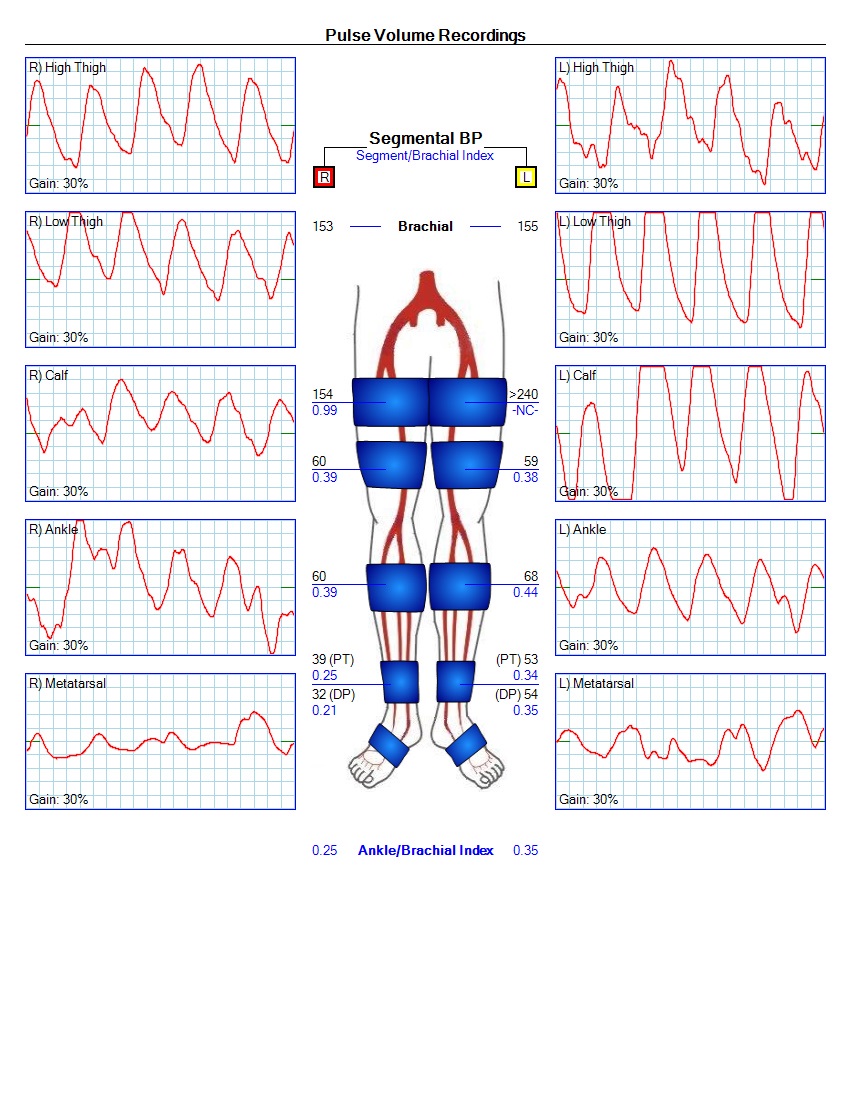 Pulse Volume Recordings
R) High Thigh
Gain: 30%
L) High Thigh
Gain: 30%
Segmental BP
Segment/Brachial Index
R
L
153 Brachial 155
R) Low Thigh
Gain: 30%
L) Low Thigh
Gain: 30%
R) Calf
Gain: 30%
L) Calf
Gain: 30%
154 >240
0.99 -NC-
60 59
0.39 0.38
R) Ankle
Gain: 30%
L) Ankle
Gain: 30%
60 68
0.39 0.44
39 (PT) (PT) 53
0.25 0.34
32 (DP) (DP) 54
0.21 0.35
R) Metatarsal
Gain: 30%
L) Metatarsal
Gain: 30%
0.25 Ankle/Brachial Index 0.35